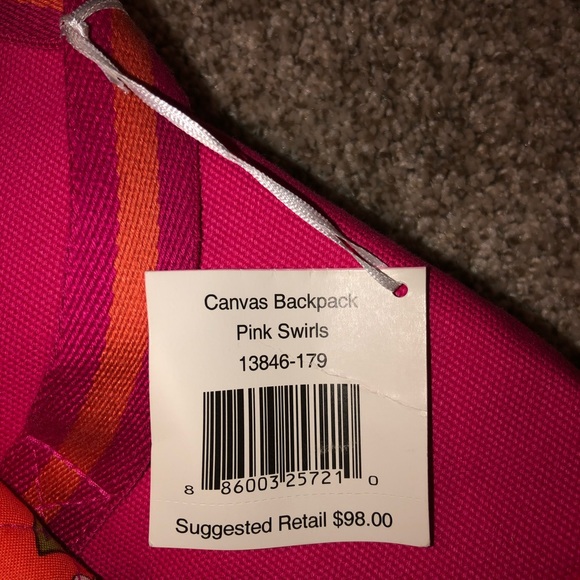 Canvas Backpack
Pink Swirls
13846-179
8 86003 25721 0
Suggested Retail $98.00